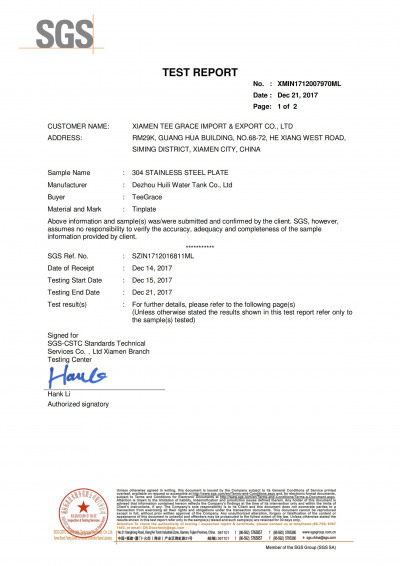 SGS
TEST REPORT
No. : XMIN1712007970ML
Date : Dec 21, 2017
Page: 1 of 2
CUSTOMER NAME: XIAMEN TEE GRACE IMPORT & EXPORT CO., LTD
ADDRESS: RM29K, GUANG HUA BUILDING, NO.68-72, HE XIANG WEST ROAD,
SIMING DISTRICT, XIAMEN CITY, CHINA
Sample Name : 304 STAINLESS STEEL PLATE
Manufacturer : Dezhou Huili Water Tank Co., Ltd
Buyer : TeeGrace
Material and Mark : Tinplate
Above information and sample(s) was/were submitted and confirmed by the client. SGS, however,
assumes no responsibility to verify the accuracy, adequacy and completeness of the sample
information provided by client.
***********
SGS Ref No. : SZIN1712016811ML
Date of Receipt : Dec 14, 2017
Testing Start Date : Dec 15, 2017
Testing End Date : Dec 21, 2017
Test result(s) : For further details, please refer to the following page(s)
(Unless otherwise stated the results shown in this test report refer only to
the sample(s) tested)
Signed for
SGS-CSTC Standards Technical
Services Co. , Ltd Xiamen Branch
Testing Center
Hank Li
Hank Li
Authorized signatory
Member of the SGS Group (SGS SA)